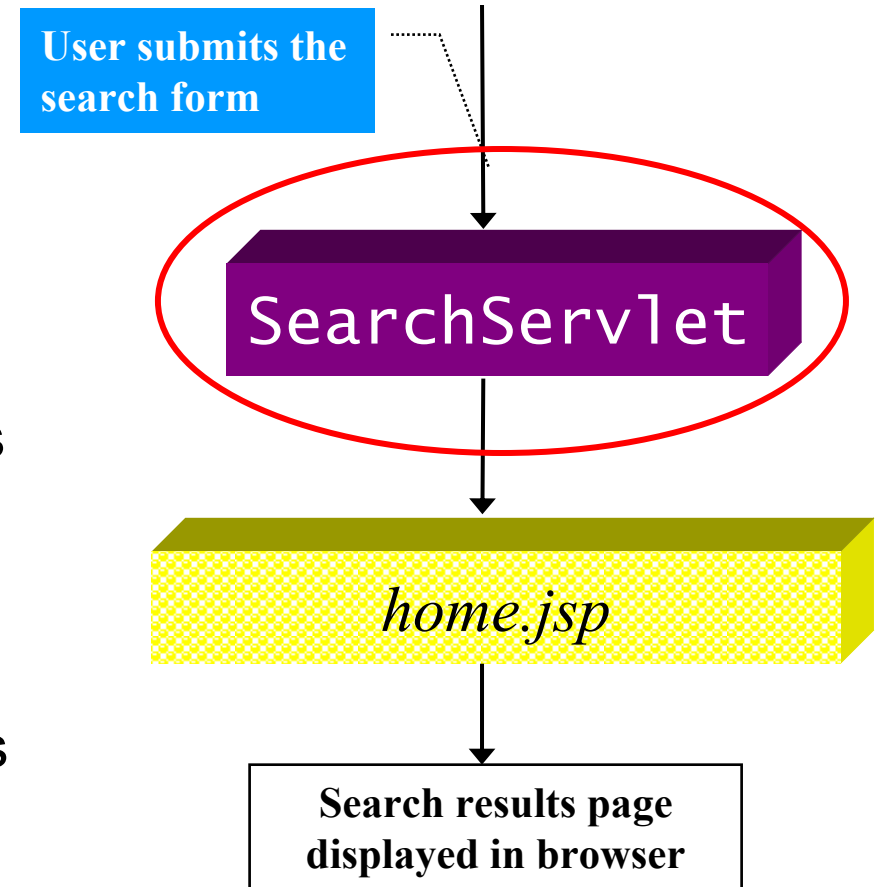 User submits the
search form
SearchServlet
s
home.jsp
s
Search results page
displayed in browser